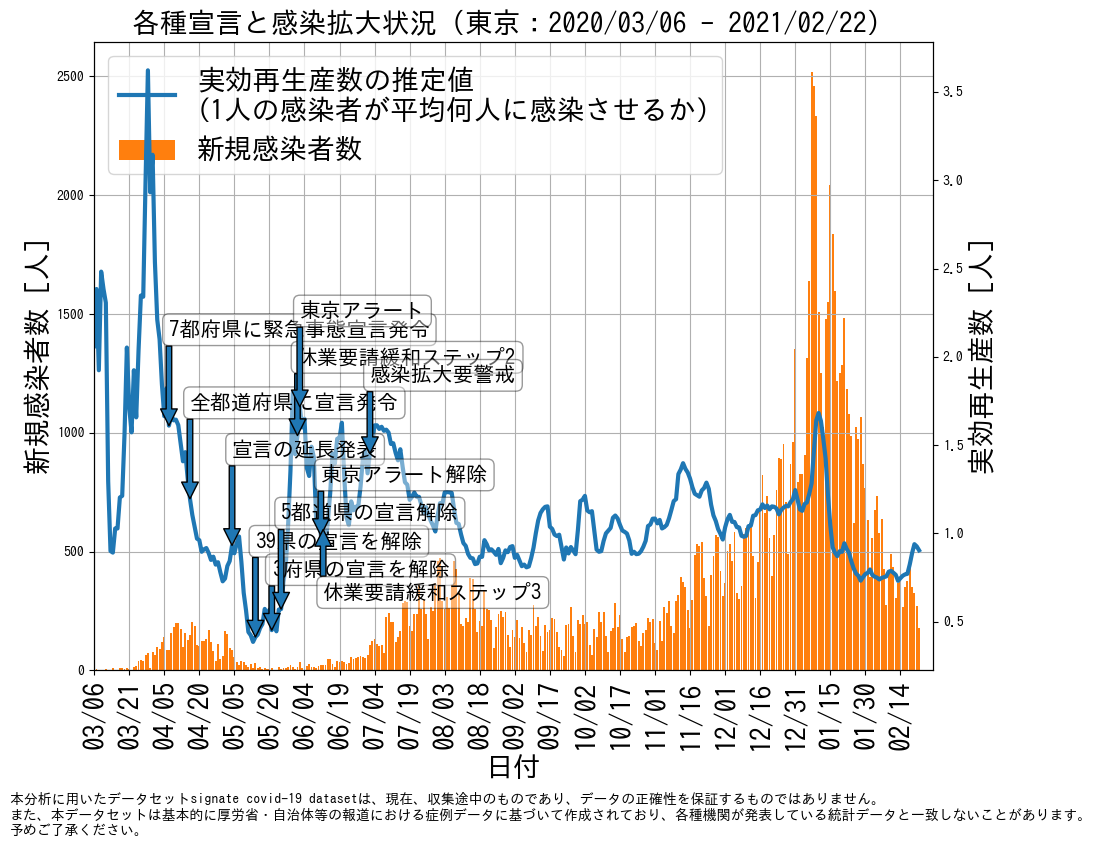 各種宣言と感染拡大状況（東京：2020/03/06 - 2021/02/22）
実効再生産数の推定値
(1人の感染者が平均何人に感染させるか)
新規感染者数
新規感染者数［人］
2500
2000
1500
1000
500
0
実効再生産数［人］
3.5
3.0
2.5
2.0
1.5
1.0
0.5
東京アラート
7都府県に緊急事態宣言発令
休業要請緩和ステップ2
感染拡大要警戒
全都道府県に宣言発令
宣言の延長発表
東京アラート解除
5都道県の宣言解除
39県の宣言を解除
3府県の宣言を解除
休業要請緩和ステップ3
03/06
03/21
04/05
04/20
05/05
05/20
06/04
06/19
07/04
07/19
08/03
08/18
09/02
09/17
10/02
10/17
11/01
11/16
12/01
12/16
12/31
01/15
01/30
02/14
日付
本分析に用いたデータセットsignate covid-19 datasetは、現在、収集途中のものであり、データの正確性を保証するものではありません。
また、本データセットは基本的に厚労省・自治体等の報道における症例データに基づいて作成されており、各種機関が発表している統計データと一致しないことがあります。
予めご了承ください。